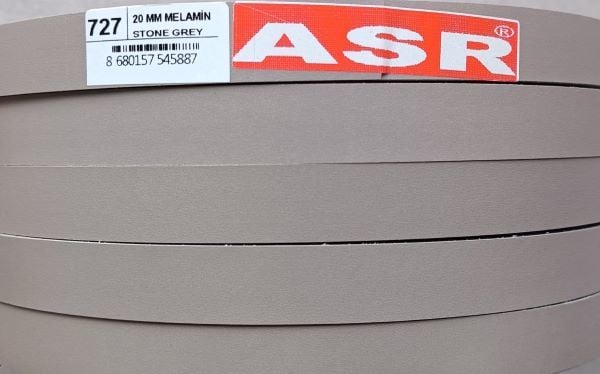 727
20 MM MELAMİN
STONE GREY
8 680157 545887
ASR®